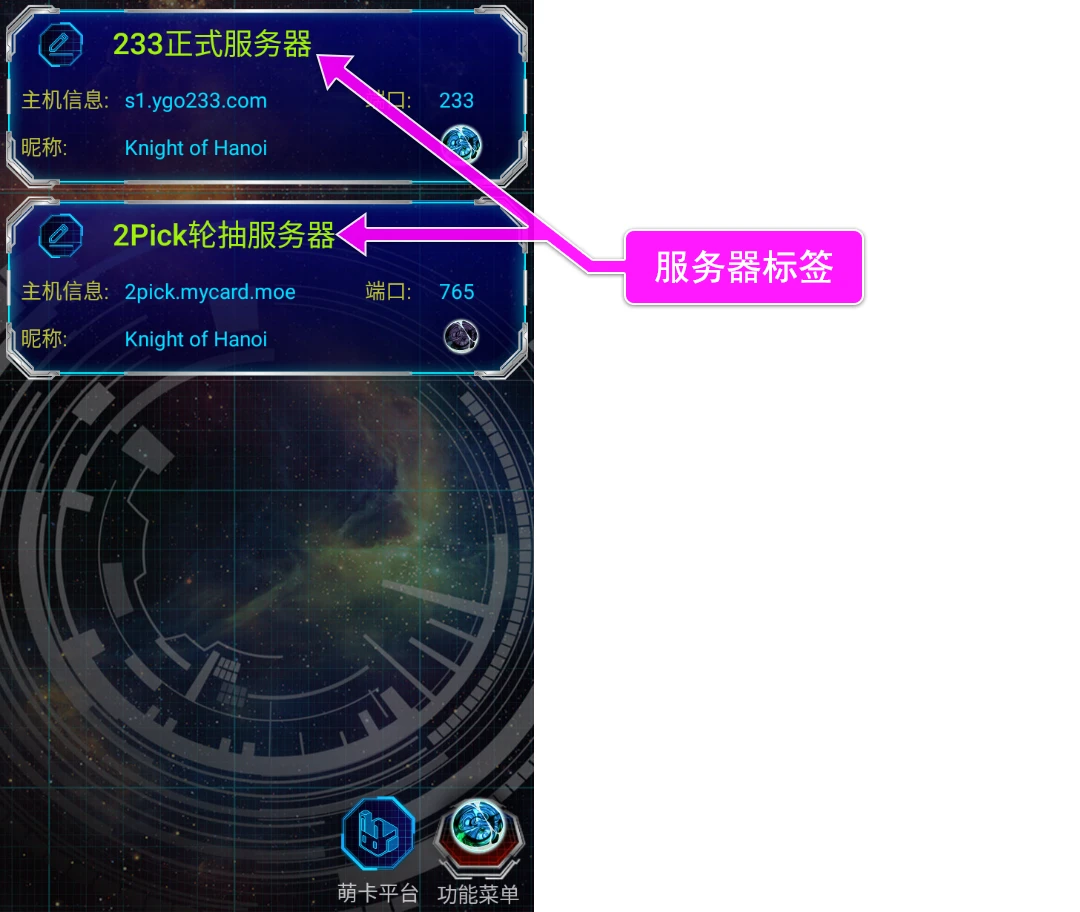 233正式服务器
主机信息: s1.ygo233.com 端口: 233
昵称: Knight of Hanoi
2Pick轮抽服务器
主机信息: 2pick.mycard.moe 端口: 765
昵称: Knight of Hanoi
服务器标签
萌卡平台 功能菜单